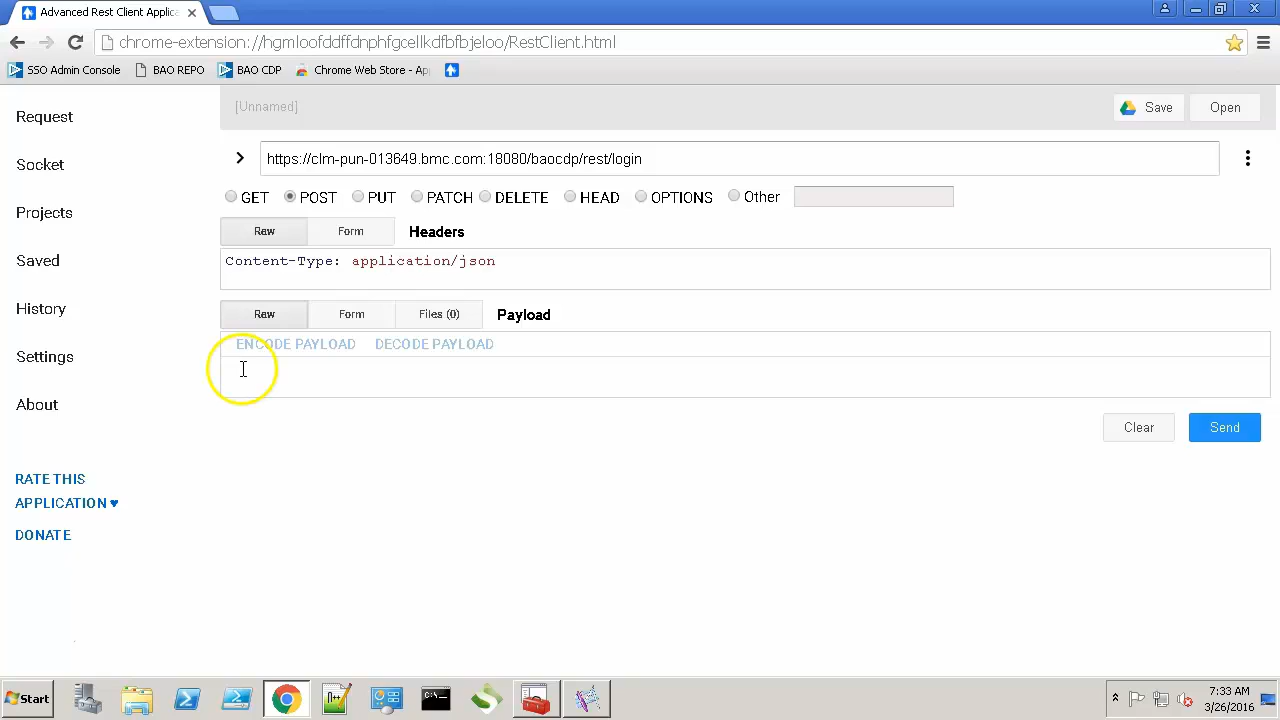 Advanced Rest Client Applica
chrome-extension://hgmloofddffdnphfgcellkdfbfbjeloo/RestClient.html
SSO Admin Console BAO REPO BAO CDP Chrome Web Store - Ap
Request
Socket
Projects
Saved
History
Settings
About
RATE THIS
APPLICATION ♥
DONATE
[Unnamed] Save Open
https://clm-pun-013649.bmc.com:18080/baocdp/rest/login
GET POST PUT PATCH DELETE HEAD OPTIONS Other
Raw Form Headers
Content-Type: application/json
Raw Form Files (0) Payload
ENCODE PAYLOAD DECODE PAYLOAD
Clear Send
Start
7:33 AM
3/26/2016